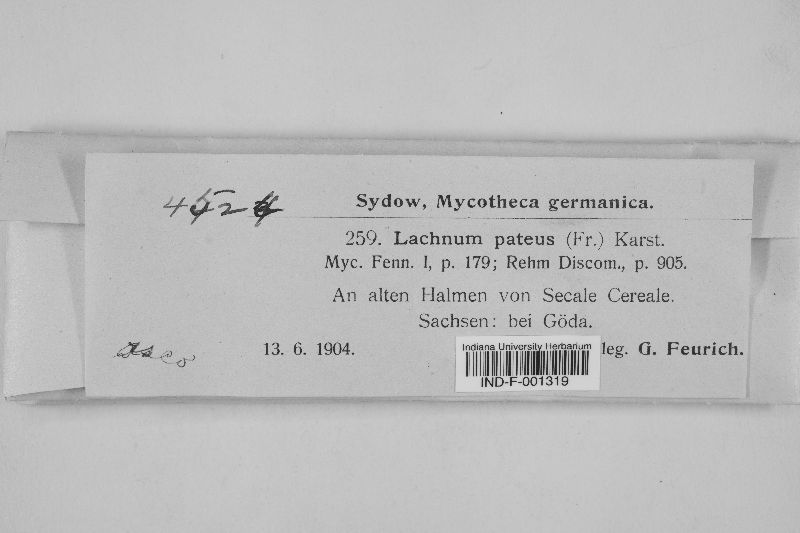 Sydow, Mycotheca germanica.
259. Lachnum pateus (Fr.) Karst.
Myc. Fenn. I, p. 179; Rehm Discom., p. 905.
An alten Halmen von Secale Cereale.
Sachsen: bei Göda.
asco
13. 6. 1904. leg. G. Feurich.
Indiana University Herbarium
IND-F-001319